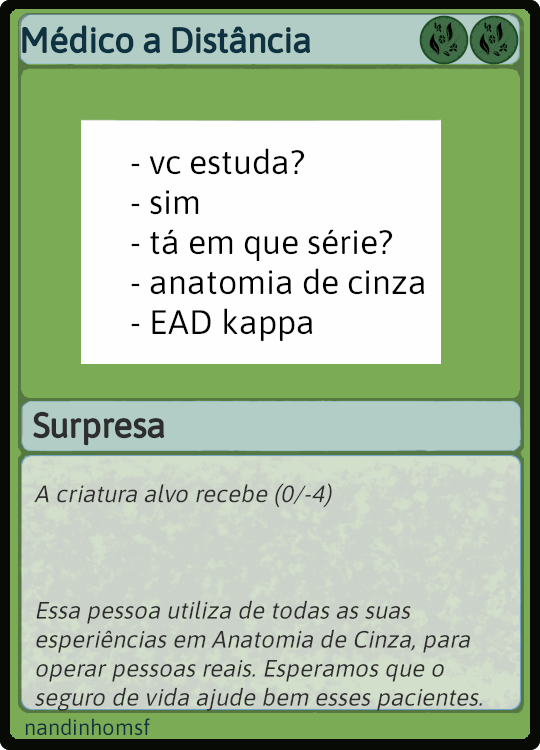 Médico a Distância
- vc estuda?
- sim
- tá em que série?
- anatomia de cinza
- EAD kappa
Surpresa
A criatura alvo recebe (0/-4)
Essa pessoa utiliza de todas as suas
esperiências em Anatomia de Cinza, para
operar pessoas reais. Esperamos que o
seguro de vida ajude bem esses pacientes.
nandinhomsf